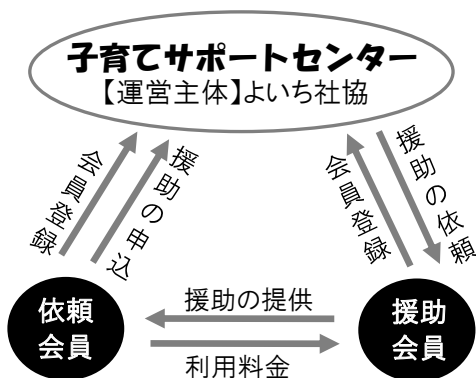 子育てサポートセンター
【運営主体】よいち社協
会員登録
援助の申込
会員登録
援助の依頼
依頼
会員
援助の提供
利用料金
援助
会員